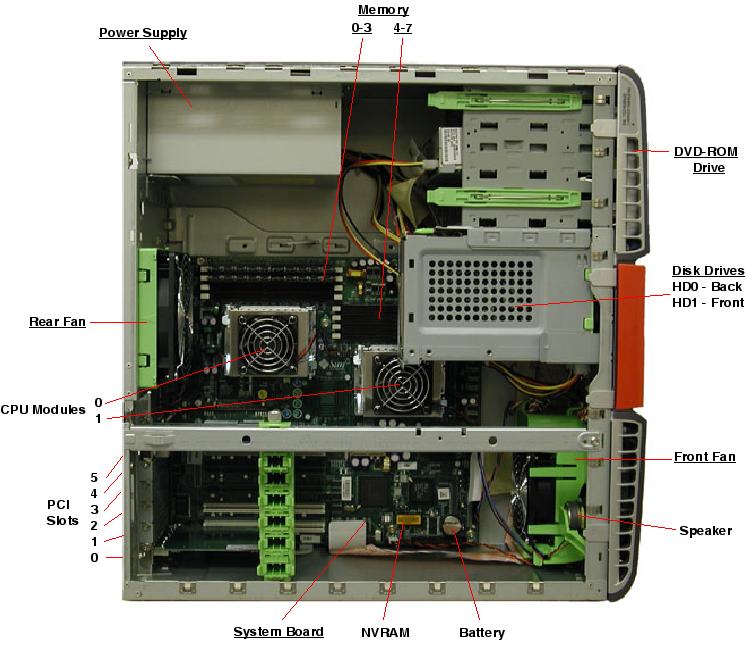 Memory
Power Supply
0-3
4-7
DVD-ROM
Drive
Disk Drives
HD0 - Back
HD1 - Front
Rear Fan
0
CPU Modules
1
Front Fan
5
4
PCI
3
Slots
2
1
0
Speaker
System Board
NVRAM
Battery